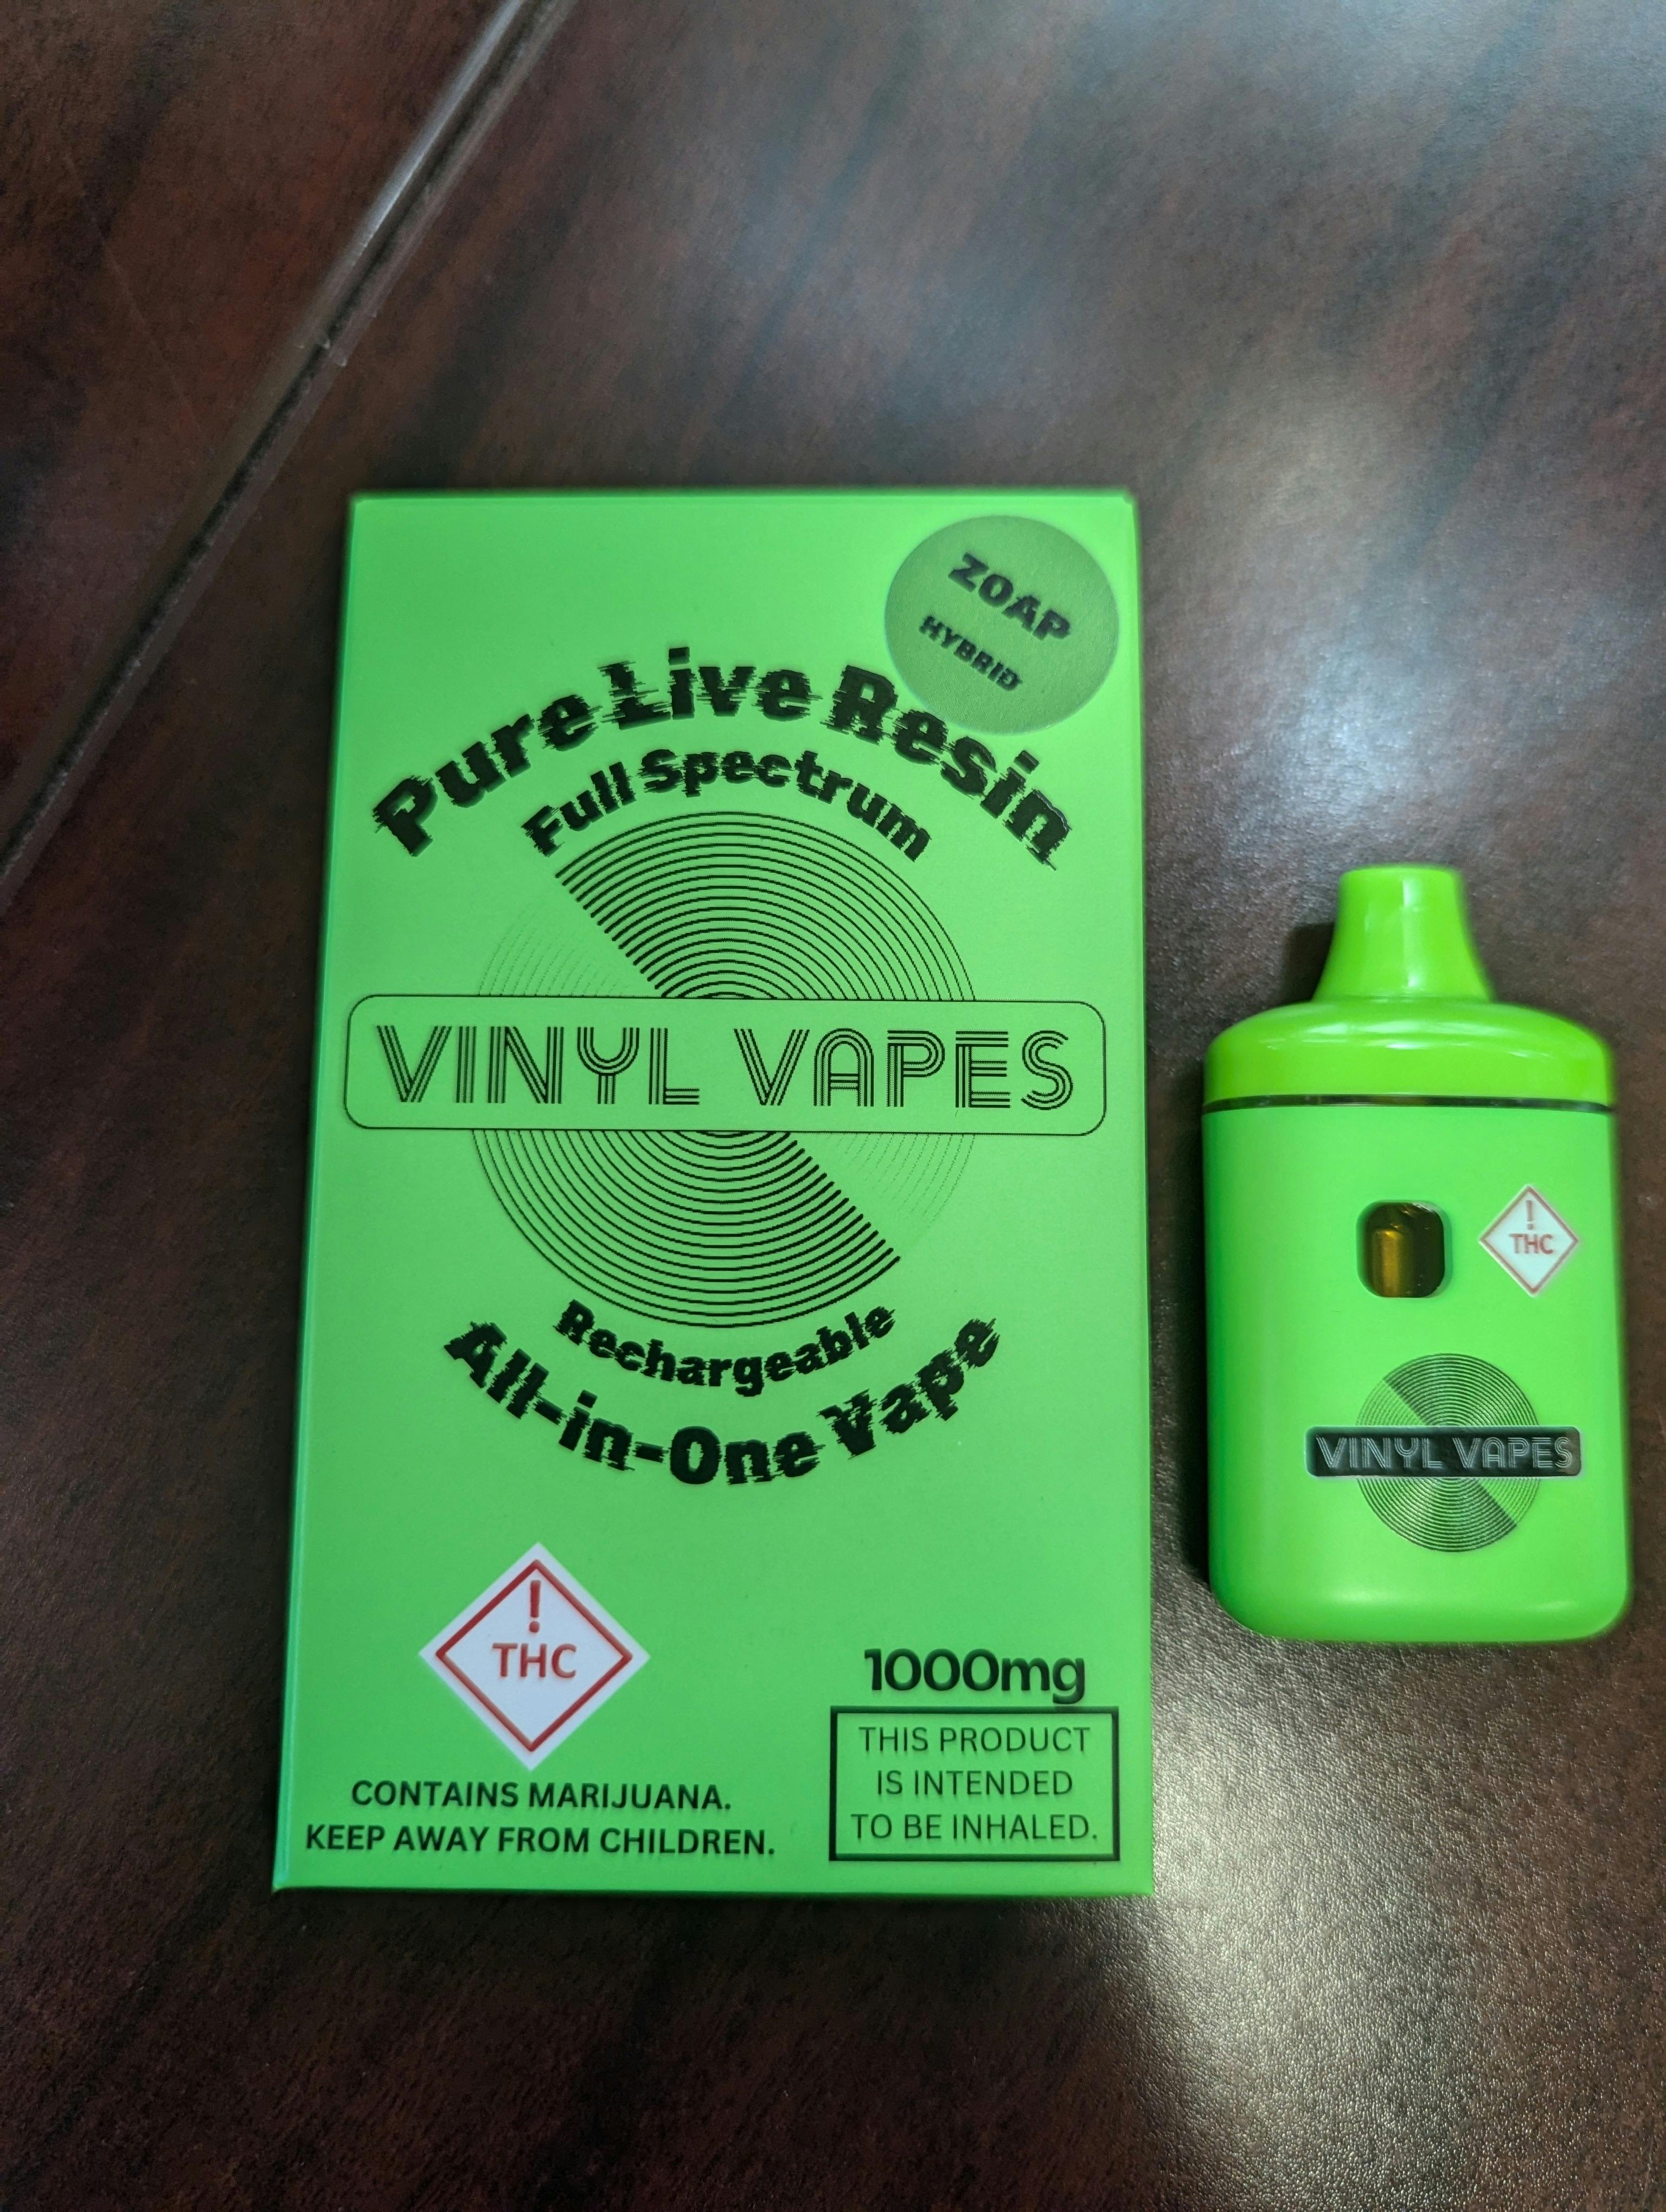 ZOAP
HYBRID
Pure Live Resin
Full Spectrum
VINYL VAPES
Rechargeable
All-in-One Vape
!
THC
CONTAINS MARIJUANA.
KEEP AWAY FROM CHILDREN.
1000mg
THIS PRODUCT
IS INTENDED
TO BE INHALED.
!
THC
VINYL VAPES